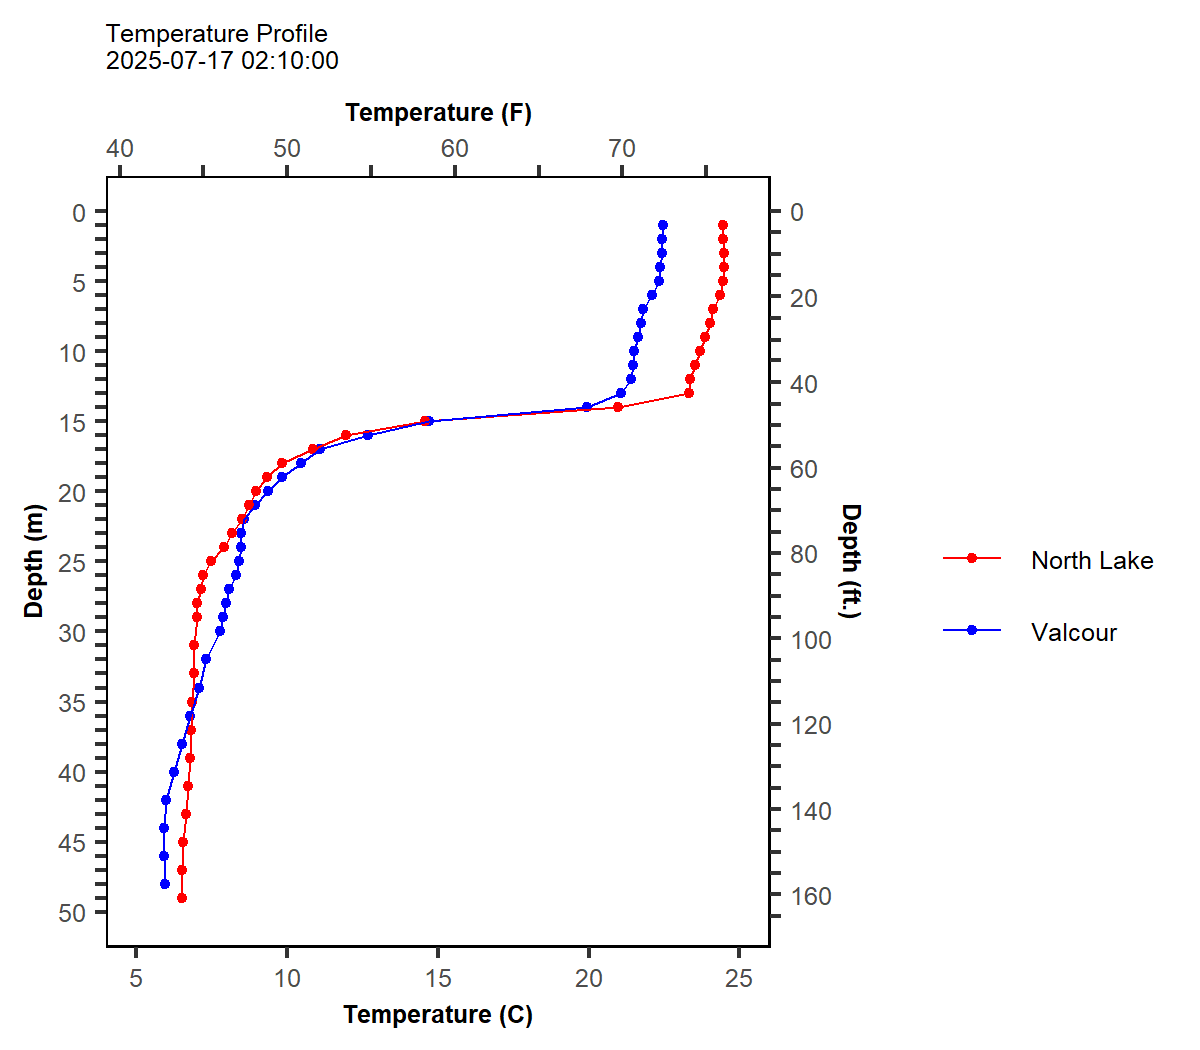 Temperature Profile
2025-07-17 02:10:00
Temperature (F)
40 50 60 70
0
5
10
15
20
25
30
35
40
45
50
Depth (m)
0
20
40
60
80
100
120
140
160
Depth (ft.)
North Lake
Valcour
5 10 15 20 25
Temperature (C)